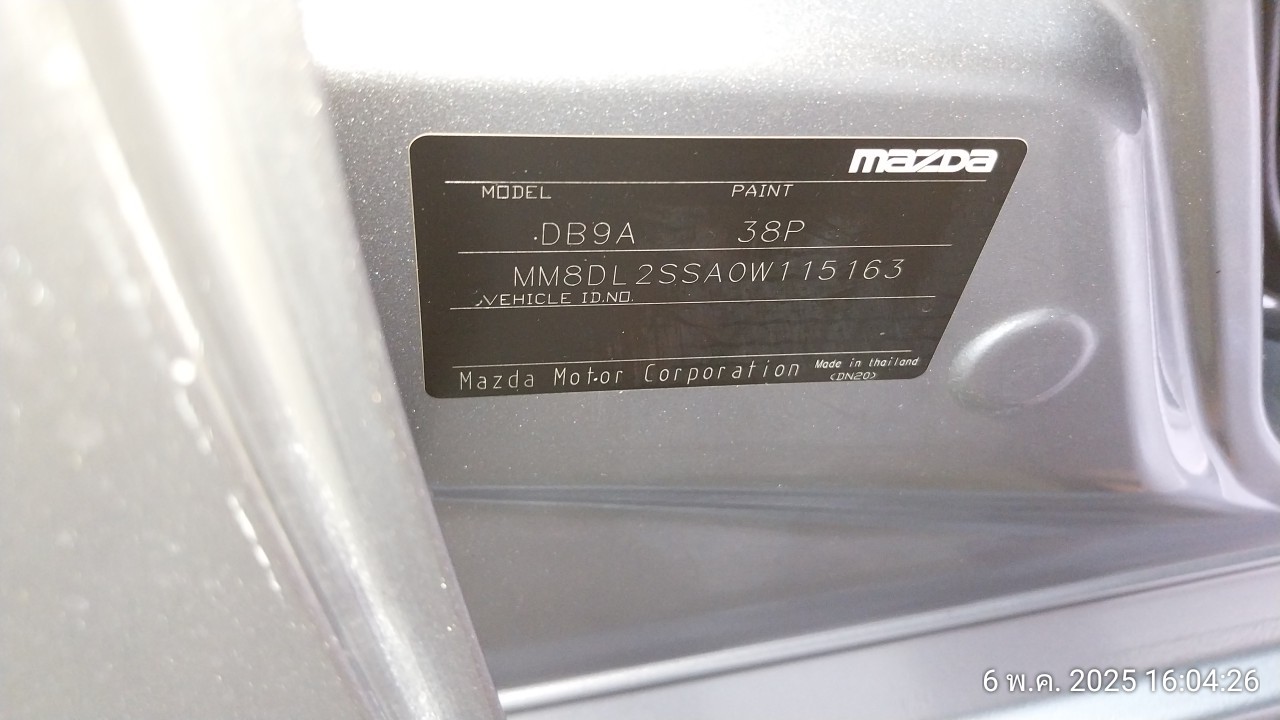 mazda
MODEL PAINT
DB9A 38P
MM8DL2SSA0W115163
VEHICLE ID.NO.
Mazda Motor Corporation Made in thailand
(DN20)
6 พ.ค. 2025 16:04:26